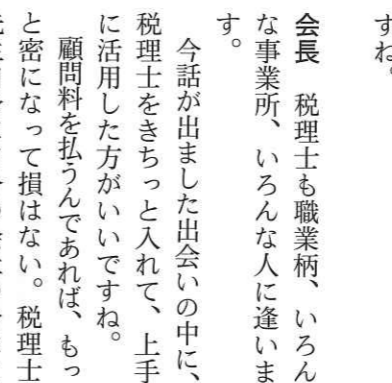 すね。
会長　税理士も職業柄、いろん
な事業所、いろんな人に逢いま
す。
今話が出ました出会いの中に、
税理士をきちっと入れて、上手
に活用した方がいいですね。
顧問料を払うんであれば、もっ
と密になって損はない。税理士